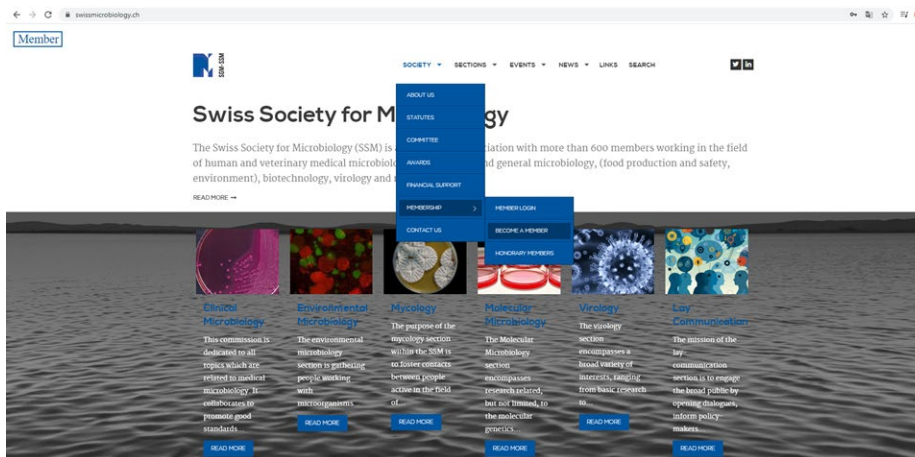 swissmicrobiology.ch
Member
SGM-SSM
SOCIETY SECTIONS EVENTS NEWS LINKS SEARCH
ABOUT US
STATUTES
COMMITTEE
AWARDS
FINANCIAL SUPPORT
MEMBERSHIP
CONTACT US
MEMBER LOGIN
BECOME A MEMBER
HONORARY MEMBERS
Swiss Society for M gy
The Swiss Society for Microbiology (SSM) is ciation with more than 600 members working in the field
of human and veterinary medical microbiolo nd general microbiology, (food production and safety,
environment), biotechnology, virology and
READ MORE →
Clinical
Microbiology
This commission is
dedicated to all
topics which are
related to medical
microbiology. It
collaborates to
promote good
standards
READ MORE
Environmental
Microbiology
The environmental
microbiology
section is gathering
people working
with
microorganisms
READ MORE
Mycology
The purpose of the
mycology section
within the SSM is
to foster contacts
between people
active in the field
of...
READ MORE
Molecular
Microbiology
The Molecular
Microbiology
section
encompasses
research related,
but not limited, to
the molecular
genetics...
READ MORE
Virology
The virology
section
encompasses a
broad variety of
interests, ranging
from basic research
to...
READ MORE
Lay
Communication
The mission of the
lay-
communication
section is to engage
the broad public by
opening dialogues,
inform policy-
makers...
READ MORE